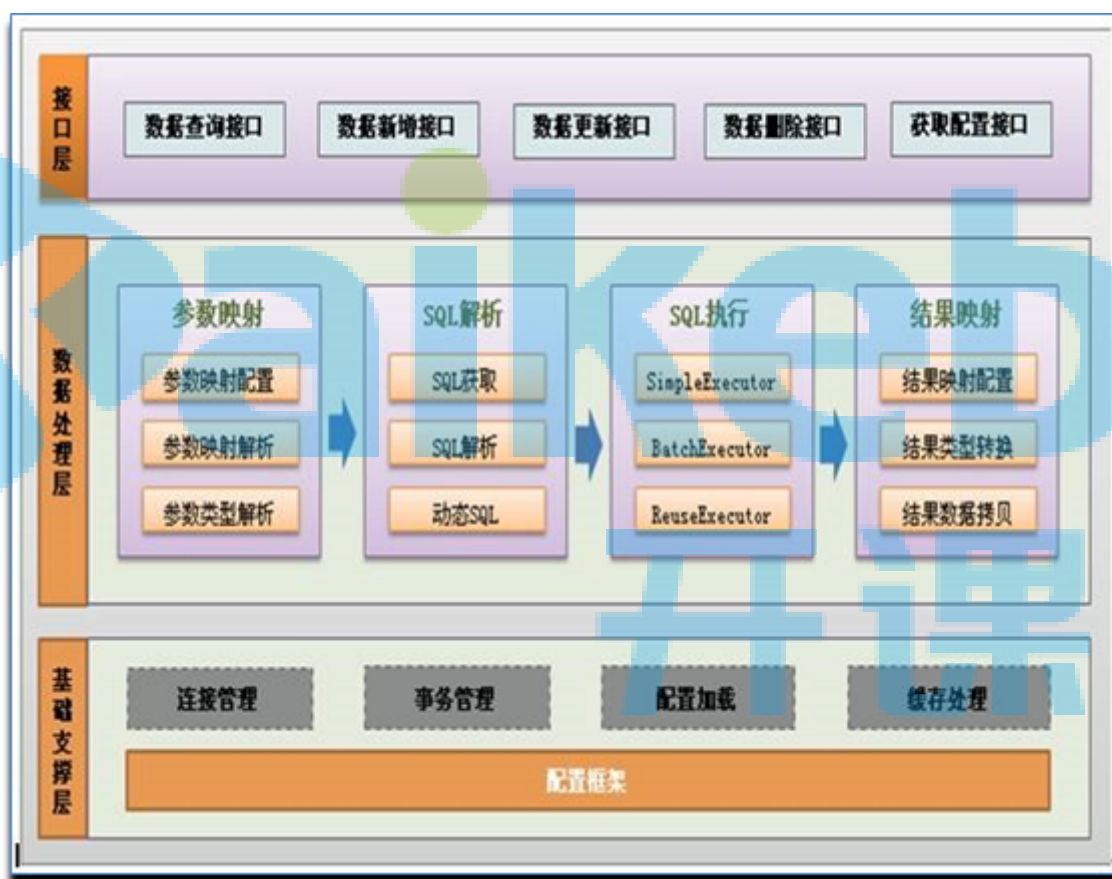 接口层
数据查询接口
数据新增接口
数据更新接口
数据删除接口
获取配置接口
数据处理层
参数映射
参数映射配置
参数映射解析
参数类型解析
SQL解析
SQL获取
SQL解析
动态SQL
SQL执行
SimpleExecutor
BatchExecutor
ReuseExecutor
结果映射
结果映射配置
结果类型转换
结果数据拷贝
基础支撑层
连接管理
事务管理
配置加载
缓存处理
配置框架
aikeb
开课